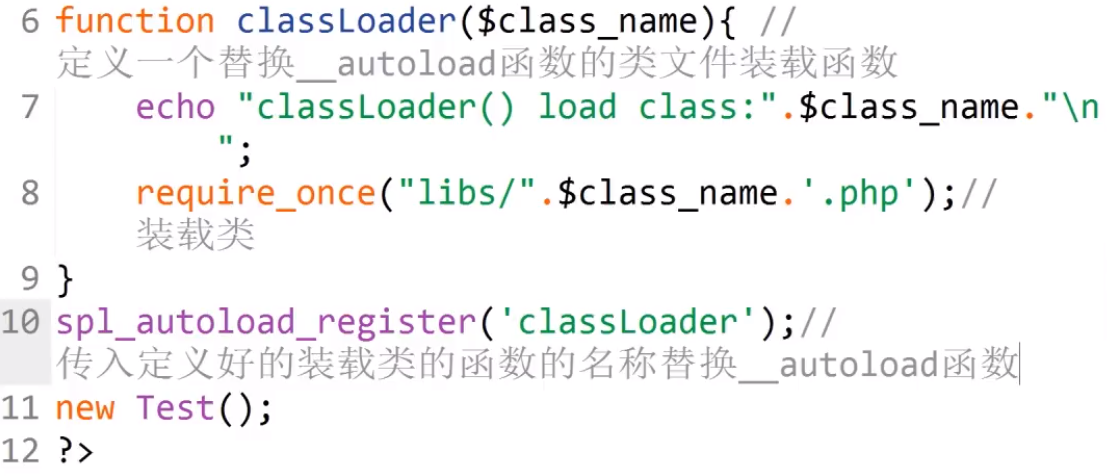 6 function classLoader($class_name){ //
定义一个替换__autoload函数的类文件装载函数
7 echo "classLoader() load class:".$class_name."\n
";
8 require_once("libs/".$class_name.'.php');//
装载类
9 }
10 spl_autoload_register('classLoader');//
传入定义好的装载类的函数的名称替换__autoload函数
11 new Test();
12 ?>